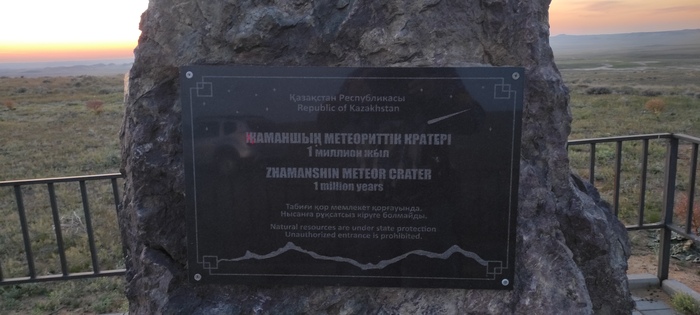 Қазақстан Республикасы
Republic of Kazakhstan
ЖАМАНШЫҢ МЕТЕОРИТТІК КРАТЕРІ
1 МИЛЛИОН ЖЫЛ
ZHAMANSHIN METEOR CRATER
1 million years
Табиғи қор мемлекет қорғауында.
Нысанға рұқсатсыз кіруге болмайды.
Natural resources are under state protection
Unauthorized entrance is prohibited.